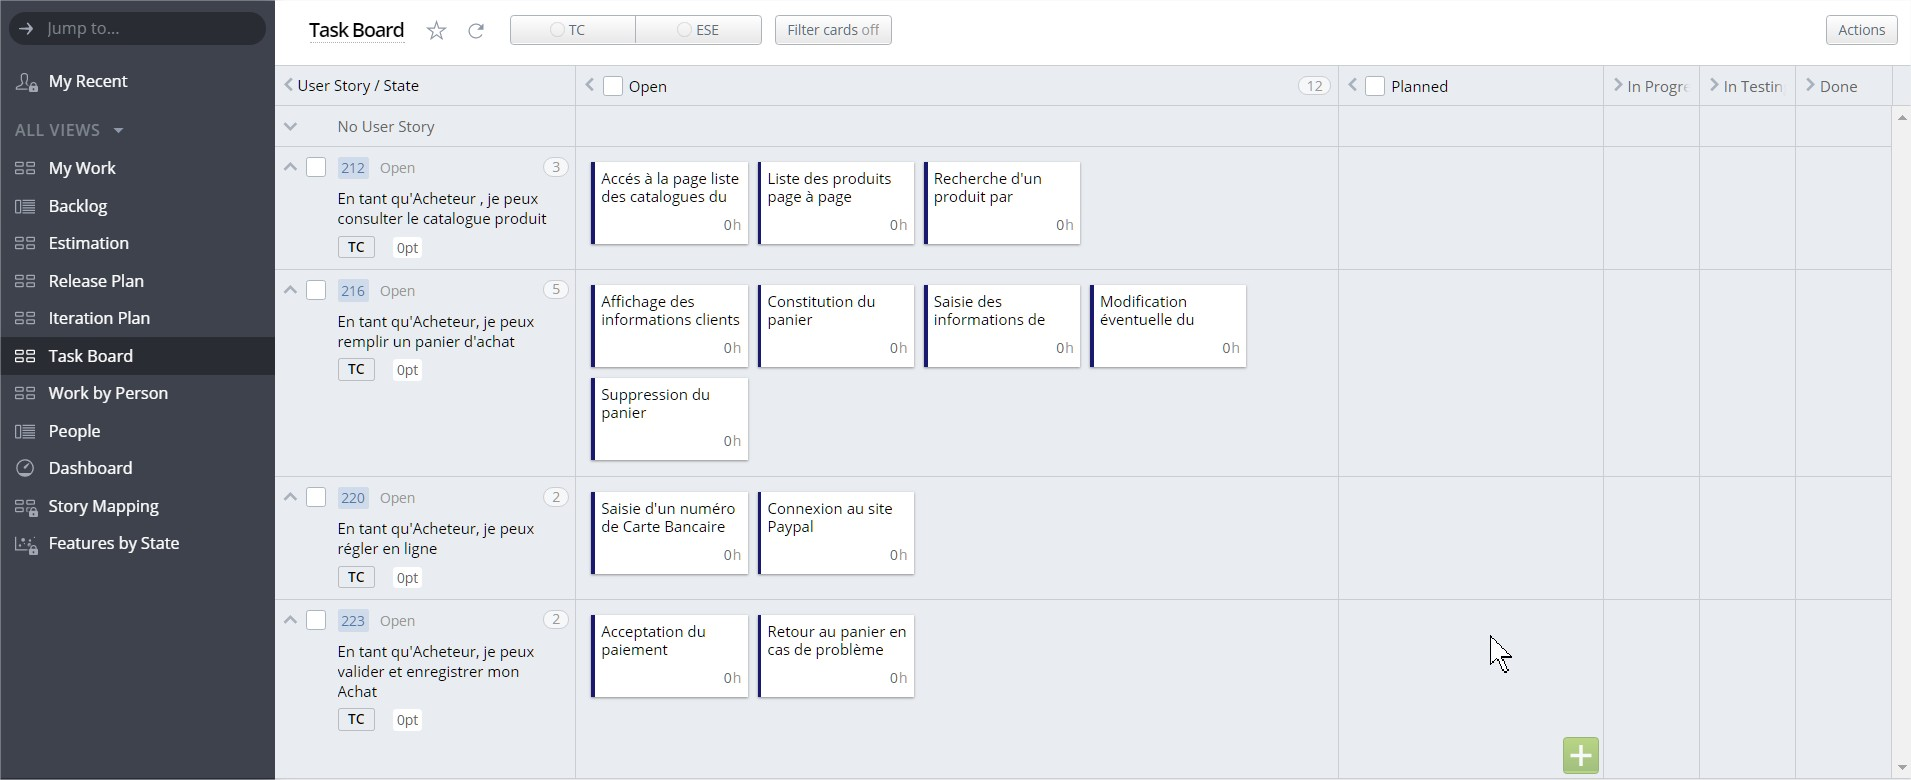 Jump to...
My Recent
ALL VIEWS
My Work
Backlog
Estimation
Release Plan
Iteration Plan
Task Board
Work by Person
People
Dashboard
Story Mapping
Features by State
Task Board
TC
ESE
Filter cards off
Actions
User Story / State
Open
12
Planned
In Progre
In Testin
Done
No User Story
212 Open 3
En tant qu'Acheteur , je peux
consulter le catalogue produit
TC 0pt
Accés à la page liste
des catalogues du
0h
Liste des produits
page à page
0h
Recherche d'un
produit par
0h
216 Open 5
En tant qu'Acheteur, je peux
remplir un panier d'achat
TC 0pt
Affichage des
informations clients
0h
Constitution du
panier
0h
Saisie des
informations de
0h
Modification
éventuelle du
0h
Suppression du
panier
0h
220 Open 2
En tant qu'Acheteur, je peux
régler en ligne
TC 0pt
Saisie d'un numéro
de Carte Bancaire
0h
Connexion au site
Paypal
0h
223 Open 2
En tant qu'Acheteur, je peux
valider et enregistrer mon
Achat
TC 0pt
Acceptation du
paiement
0h
Retour au panier en
cas de problème
0h